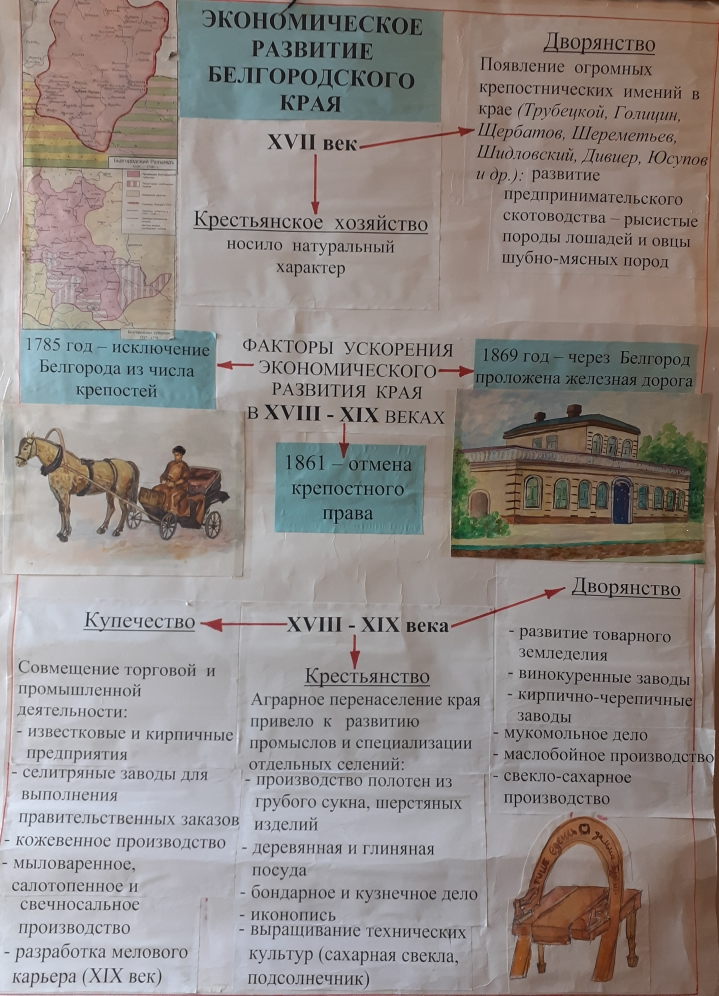 ЭКОНОМИЧЕСКОЕ
РАЗВИТИЕ
БЕЛГОРОДСКОГО
КРАЯ
XVII век
Крестьянское хозяйство
носило натуральный
характер
Дворянство
Появление огромных
крепостнических имений в
крае (Трубецкой, Голицин,
Щербатов, Шереметьев,
Шидловский, Дивиер, Юсупов
и др.): развитие
предпринимательского
скотоводства – рысистые
породы лошадей и овцы
шубно-мясных пород
1785 год – исключение
Белгорода из числа
крепостей
ФАКТОРЫ УСКОРЕНИЯ
ЭКОНОМИЧЕСКОГО
РАЗВИТИЯ КРАЯ
В XVIII - XIX ВЕКАХ
1869 год – через Белгород
проложена железная дорога
1861 – отмена
крепостного
права
XVIII - XIX века
Купечество
Совмещение торговой и
промышленной
деятельности:
- известковые и кирпичные
предприятия
- селитряные заводы для
выполнения
правительственных заказов
- кожевенное производство
- мыловаренное,
салотопенное и
свечносальное
производство
- разработка мелового
карьера (XIX век)
Крестьянство
Аграрное перенаселение края
привело к развитию
промыслов и специализации
отдельных селений:
- производство полотен из
грубого сукна, шерстяных
изделий
- деревянная и глиняная
посуда
- бондарное и кузнечное дело
- иконопись
- выращивание технических
культур (сахарная свекла,
подсолнечник)
Дворянство
- развитие товарного
земледелия
- винокуренные заводы
- кирпично-черепичные
заводы
- мукомольное дело
- маслобойное производство
- свекло-сахарное
производство